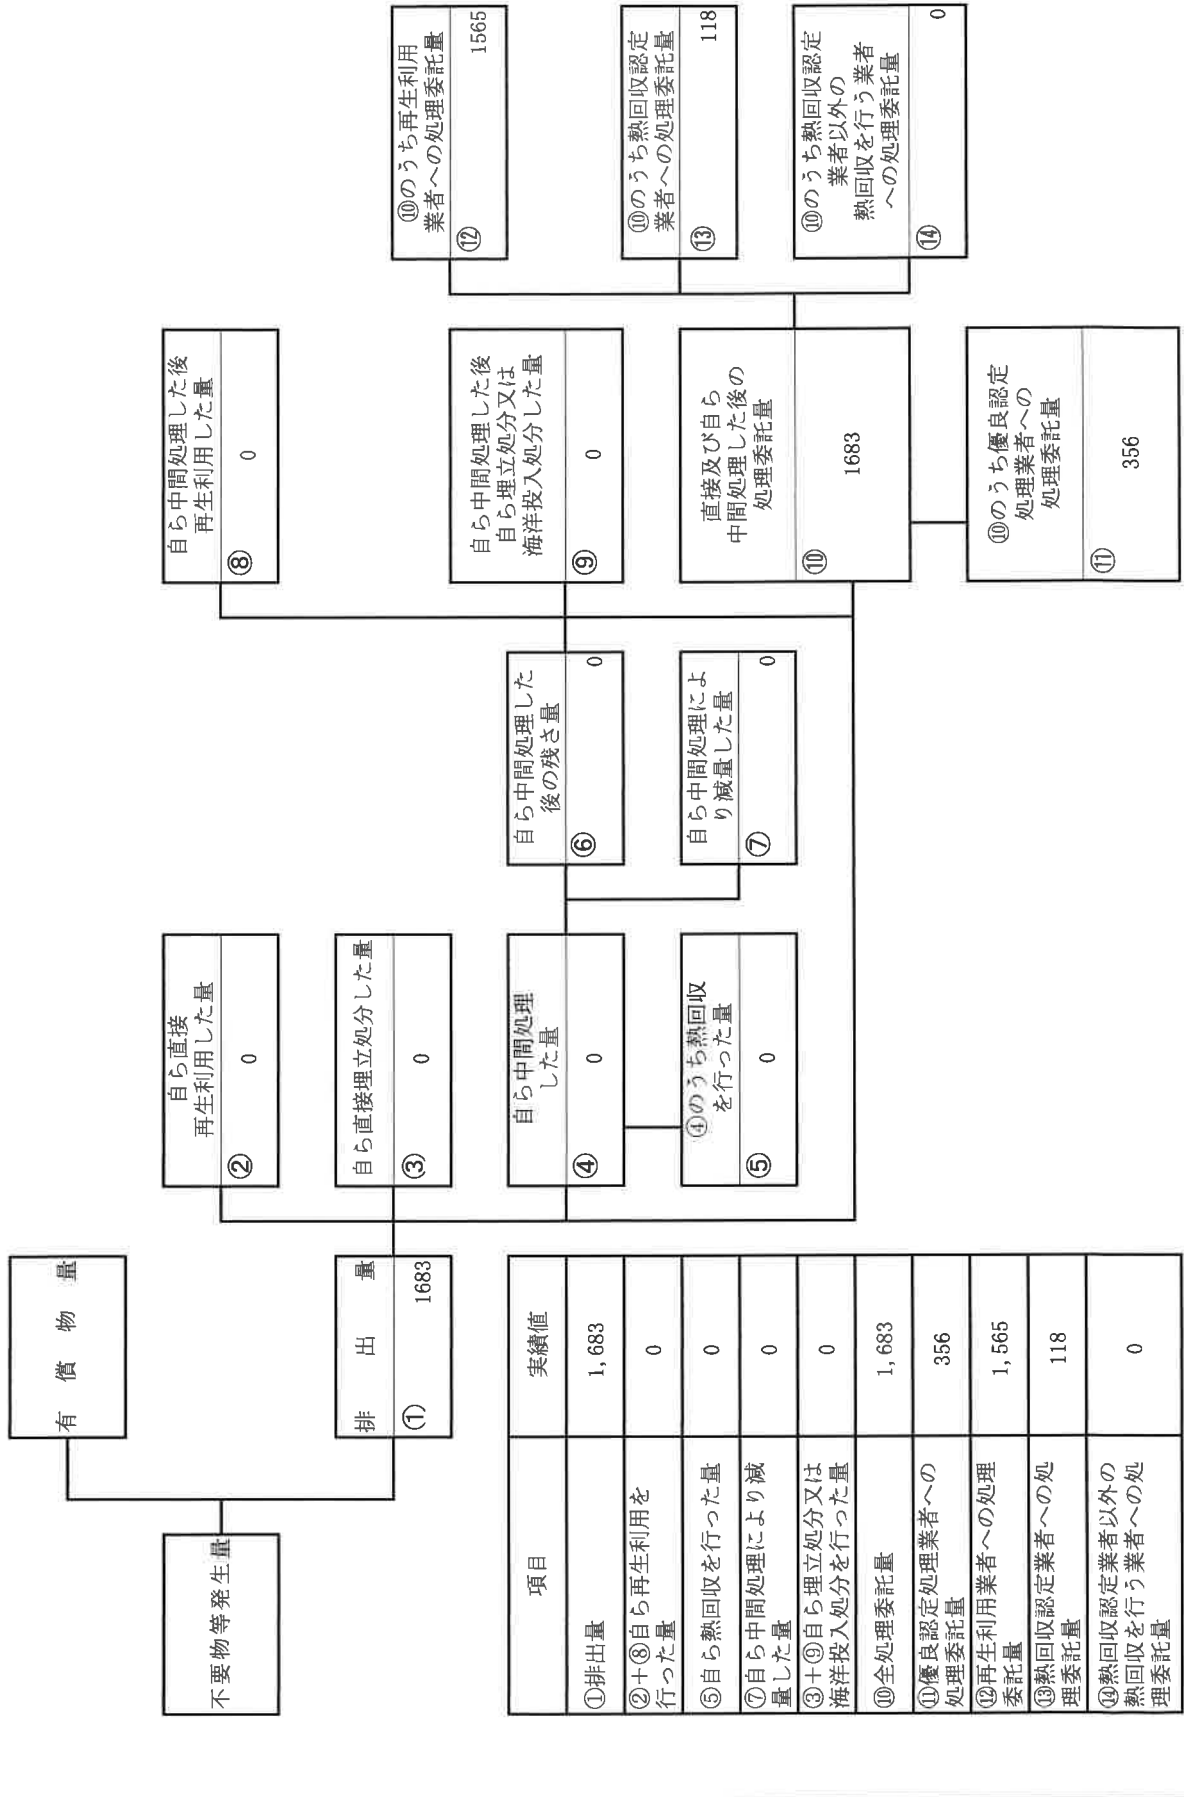 有償物量
不要物等発生量
排出量
① 1683
自ら直接
再生利用した量
② 0
自ら直接埋立処分した量
③ 0
自ら中間処理
した量
④ 0
④のうち熱回収
を行った量
⑤ 0
自ら中間処理した
後の残さ量
⑥ 0
自ら中間処理によ
り減量した量
⑦ 0
自ら中間処理した後
再生利用した量
⑧ 0
自ら中間処理した後
自ら埋立処分又は
海洋投入処分した量
⑨ 0
直接及び自ら
中間処理した後の
処理委託量
⑩ 1683
⑩のうち優良認定
処理業者への
処理委託量
⑪ 356
⑩のうち再生利用
業者への処理委託量
⑫ 1565
⑩のうち熱回収認定
業者への処理委託量
⑬ 118
⑩のうち熱回収認定
業者以外の
熱回収を行う業者
への処理委託量
⑭ 0
項目 実績値
①排出量 1,683
②＋⑧自ら再生利用を
行った量 0
⑤自ら熱回収を行った量 0
⑦自ら中間処理により減
量した量 0
③＋⑨自ら埋立処分又は
海洋投入処分を行った量 0
⑩全処理委託量 1,683
⑪優良認定処理業者への
処理委託量 356
⑫再生利用業者への処理
委託量 1,565
⑬熱回収認定業者への処
理委託量 118
⑭熱回収認定業者以外の
熱回収を行う業者への処
理委託量 0